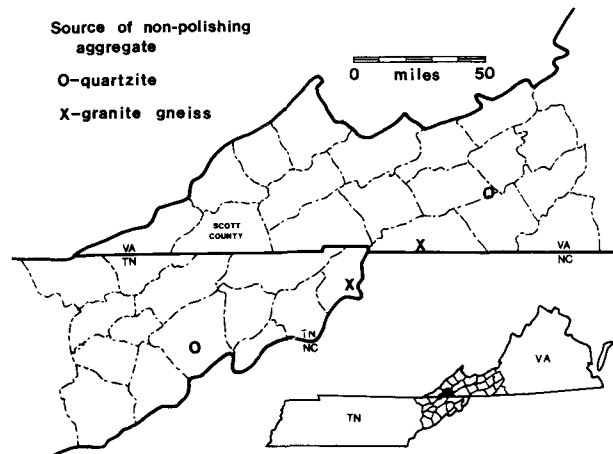 Source of non-polishing
aggregate
O-quartzite
X-granite gneiss
0 miles 50
SCOTT
COUNTY
O
X
VA
TN
VA
NC
X
O
TN
NC
VA
TN